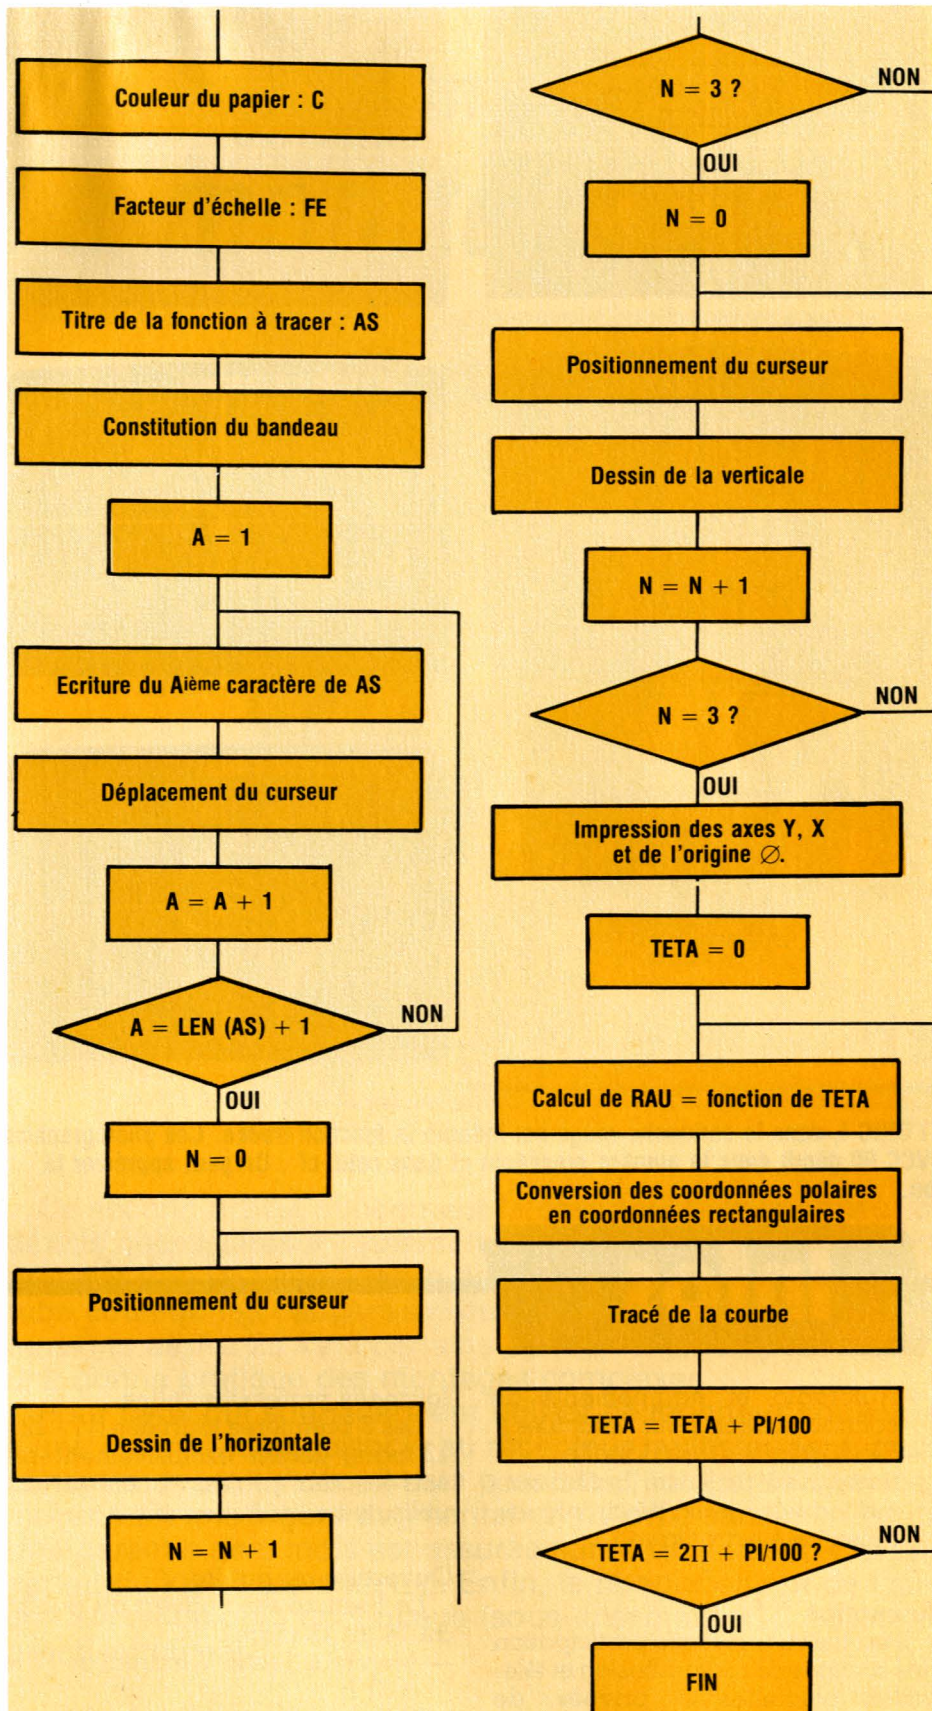 Couleur du papier : C
Facteur d'échelle : FE
Titre de la fonction à tracer : AS
Constitution du bandeau
A = 1
Ecriture du Aième caractère de AS
Déplacement du curseur
A = A + 1
A = LEN (AS) + 1
NON
OUI
N = 0
Positionnement du curseur
Dessin de l'horizontale
N = N + 1
N = 3 ?
NON
OUI
N = 0
Positionnement du curseur
Dessin de la verticale
N = N + 1
N = 3 ?
NON
OUI
Impression des axes Y, X
et de l'origine ∅.
TETA = 0
Calcul de RAU = fonction de TETA
Conversion des coordonnées polaires
en coordonnées rectangulaires
Tracé de la courbe
TETA = TETA + PI/100
TETA = 2Π + PI/100 ?
NON
OUI
FIN